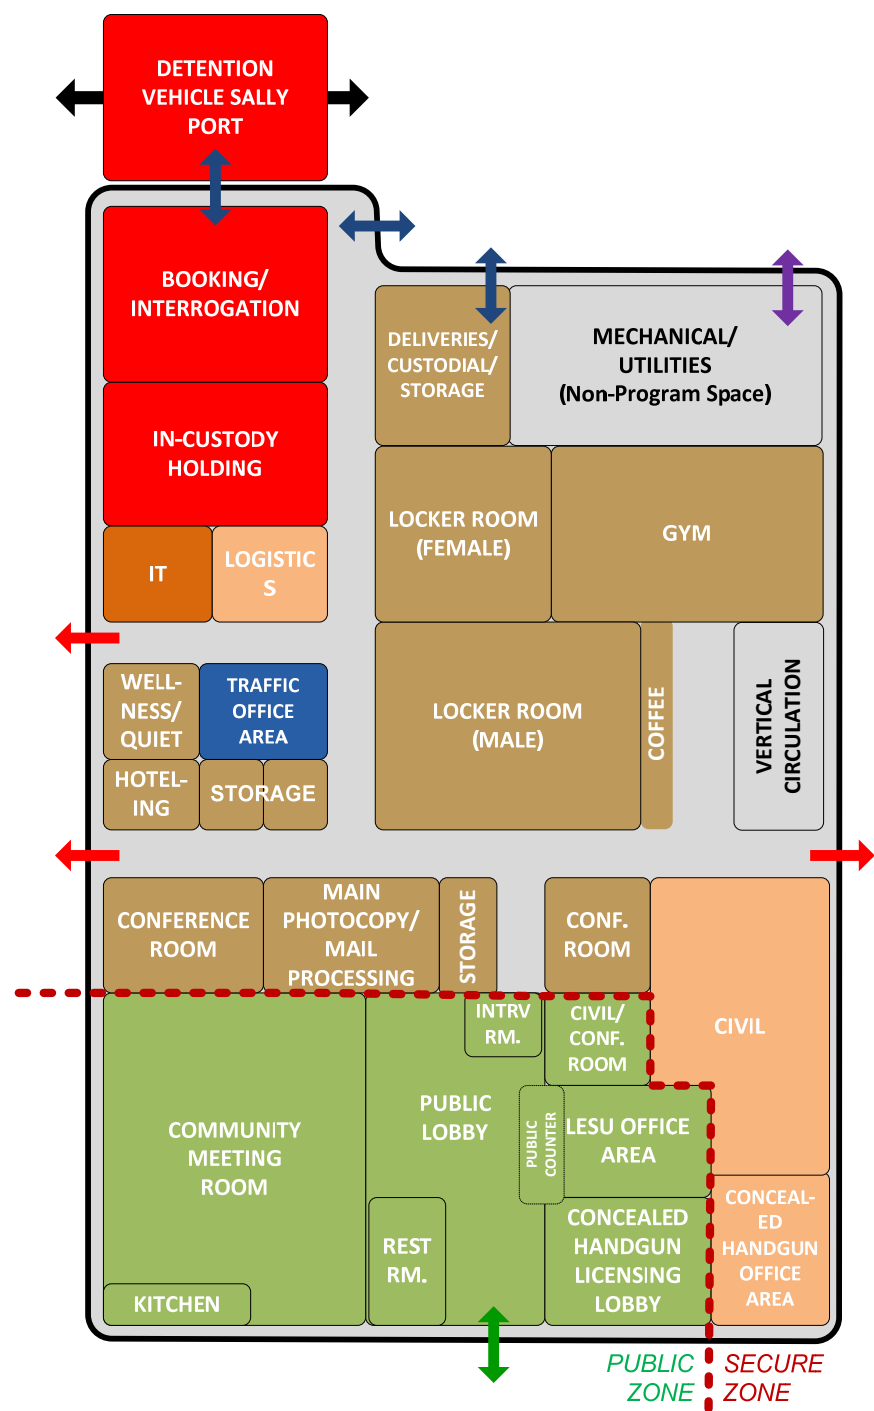 DETENTION
VEHICLE SALLY
PORT
BOOKING/
INTERROGATION
DELIVERIES/
CUSTODIAL/
STORAGE
MECHANICAL/
UTILITIES
(Non-Program Space)
IN-CUSTODY
HOLDING
LOCKER ROOM
(FEMALE)
GYM
IT
LOGISTIC
S
WELL-
NESS/
QUIET
TRAFFIC
OFFICE
AREA
LOCKER ROOM
(MALE)
COFFEE
VERTICAL
CIRCULATION
HOTEL-
ING
STORAGE
CONFERENCE
ROOM
MAIN
PHOTOCOPY/
MAIL
PROCESSING
STORAGE
CONF.
ROOM
CIVIL
INTRV
RM.
CIVIL/
CONF.
ROOM
COMMUNITY
MEETING
ROOM
PUBLIC
LOBBY
PUBLIC
COUNTER
LESU OFFICE
AREA
REST
RM.
CONCEALED
HANDGUN
LICENSING
LOBBY
CONCEAL-
ED
HANDGUN
OFFICE
AREA
KITCHEN
PUBLIC
ZONE
SECURE
ZONE